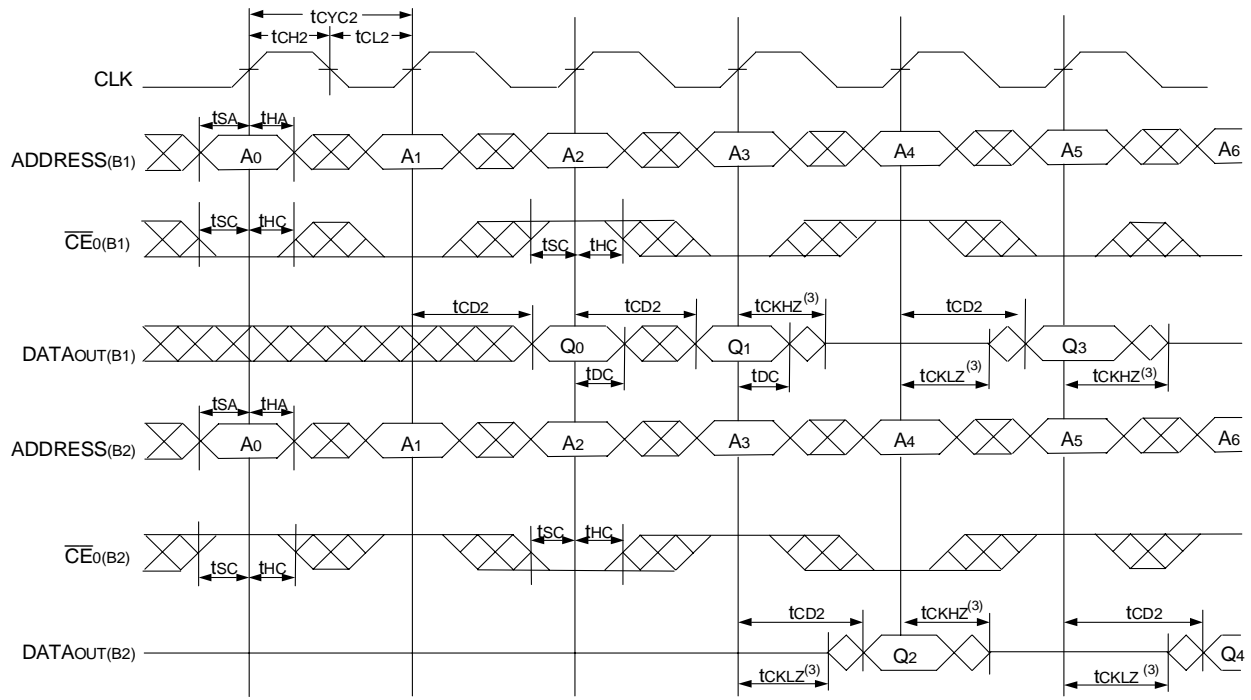 tCYC2
tCH2 tCL2
CLK
tSA tHA
ADDRESS(B1) A0 A1 A2 A3 A4 A5 A6
tSC tHC
CE0(B1)
tSC tHC
tCD2 tCD2 tCKHZ(3) tCD2
DATAOUT(B1) Q0 Q1 Q3
tDC tDC tCKLZ(3) tCKHZ(3)
tSA tHA
ADDRESS(B2) A0 A1 A2 A3 A4 A5 A6
tSC tHC
CE0(B2)
tSC tHC
tCD2 tCKHZ(3) tCD2
DATAOUT(B2) Q2 Q4
tCKLZ(3) tCKLZ(3)